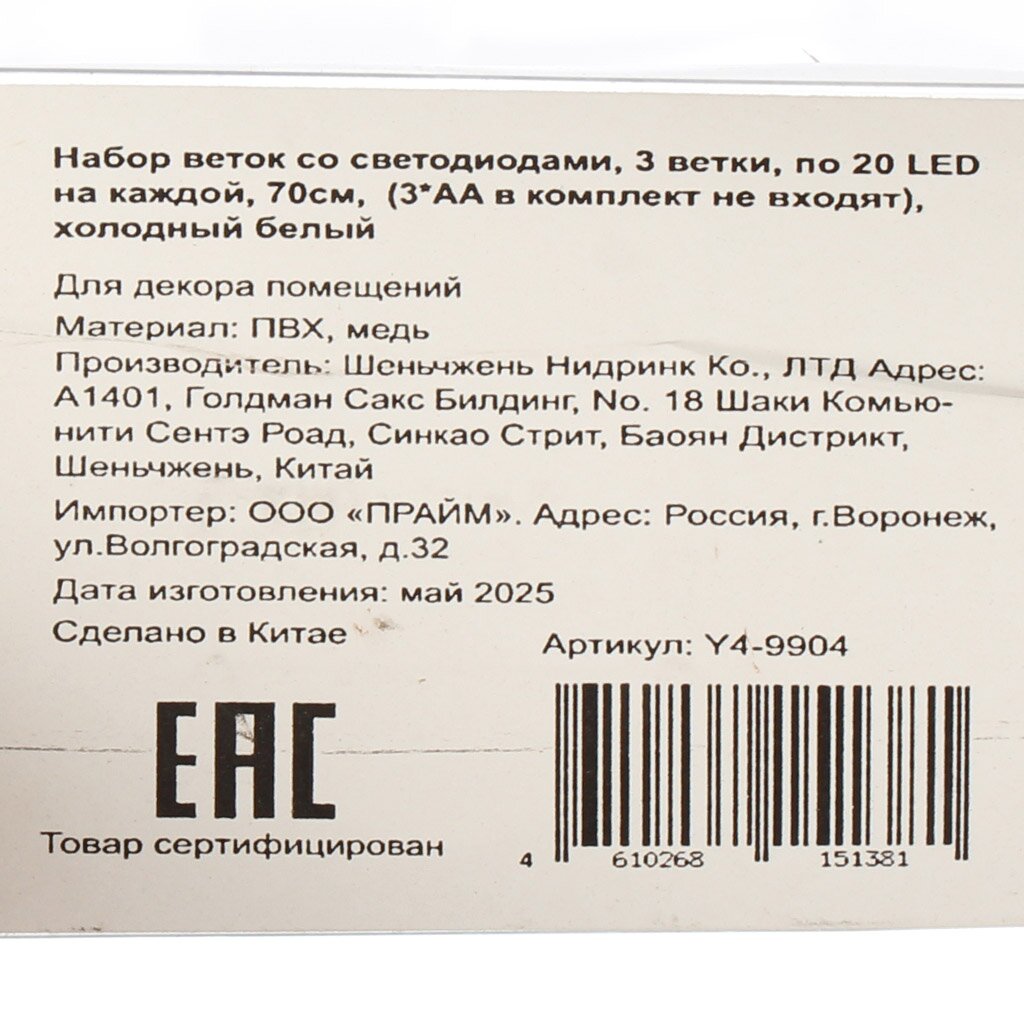 Набор веток со светодиодами, 3 ветки, по 20 LED
на каждой, 70см, (3*АА в комплект не входят),
холодный белый
Для декора помещений
Материал: ПВХ, медь
Производитель: Шеньчжень Нидринк Ко., ЛТД Адрес:
А1401, Голдман Сакс Билдинг, No. 18 Шаки Комью-
нити Сентэ Роад, Синкао Стрит, Баоян Дистрикт,
Шеньчжень, Китай
Импортер: ООО «ПРАЙМ». Адрес: Россия, г.Воронеж,
ул.Волгоградская, д.32
Дата изготовления: май 2025
Сделано в Китае
Артикул: Y4-9904
EAC
Товар сертифицирован
4 610268 151381